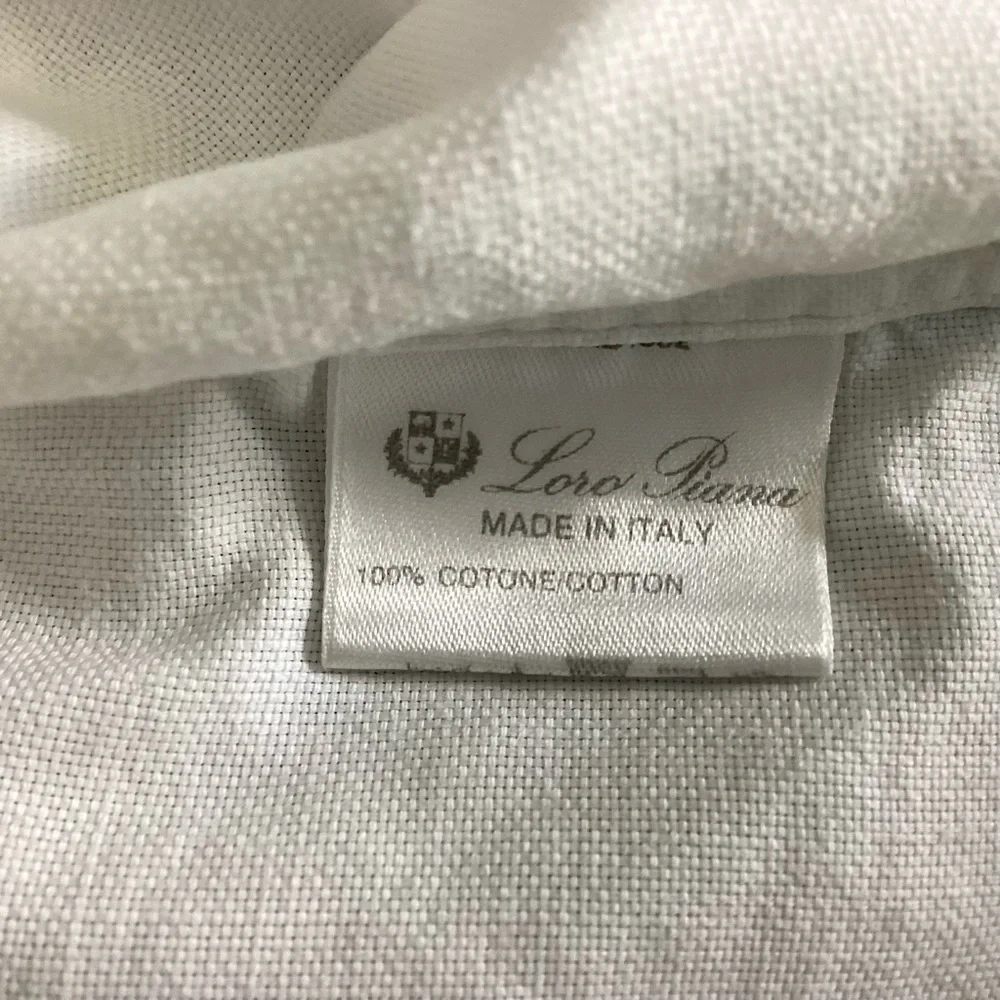 Loro Piana
MADE IN ITALY
100% COTONE/COTTON